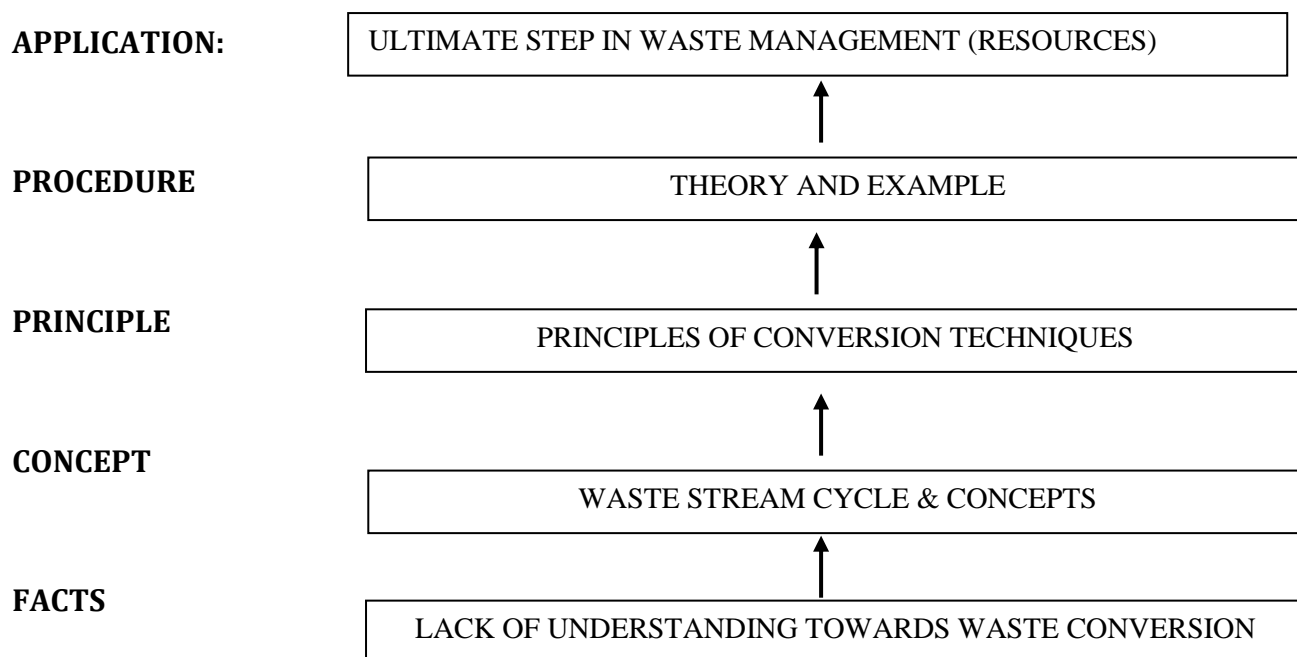 APPLICATION: ULTIMATE STEP IN WASTE MANAGEMENT (RESOURCES)
PROCEDURE THEORY AND EXAMPLE
PRINCIPLE PRINCIPLES OF CONVERSION TECHNIQUES
CONCEPT WASTE STREAM CYCLE & CONCEPTS
FACTS LACK OF UNDERSTANDING TOWARDS WASTE CONVERSION